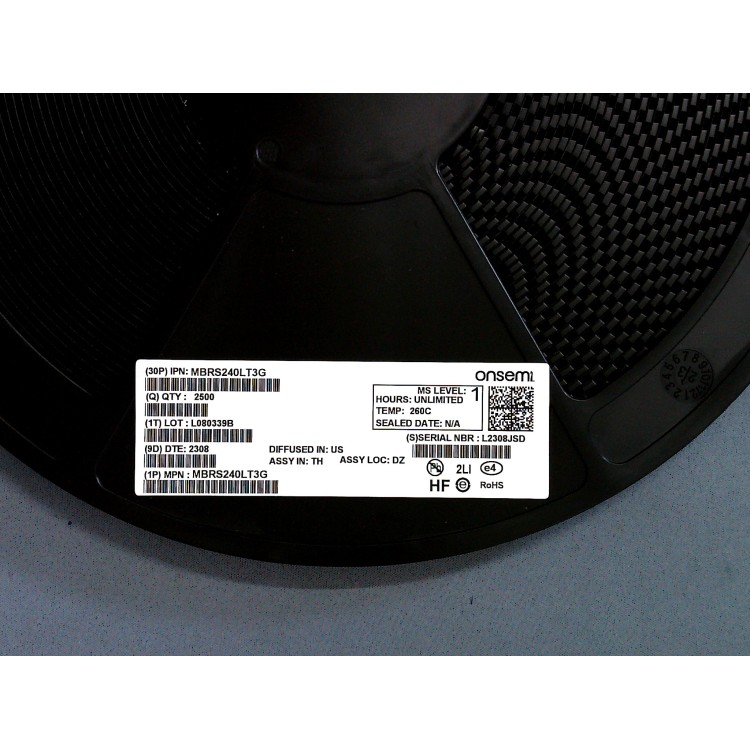 (30P) IPN: MBRS240LT3G
onsemi
(Q) QTY : 2500
MS LEVEL: 1
HOURS: UNLIMITED
TEMP: 260C
SEALED DATE: N/A
(1T) LOT : L080339B
(S)SERIAL NBR : L2308JSD
(9D) DTE: 2308
DIFFUSED IN: US
ASSY IN: TH
ASSY LOC: DZ
(1P) MPN : MBRS240LT3G
Pb 2LI e4
HF e RoHS